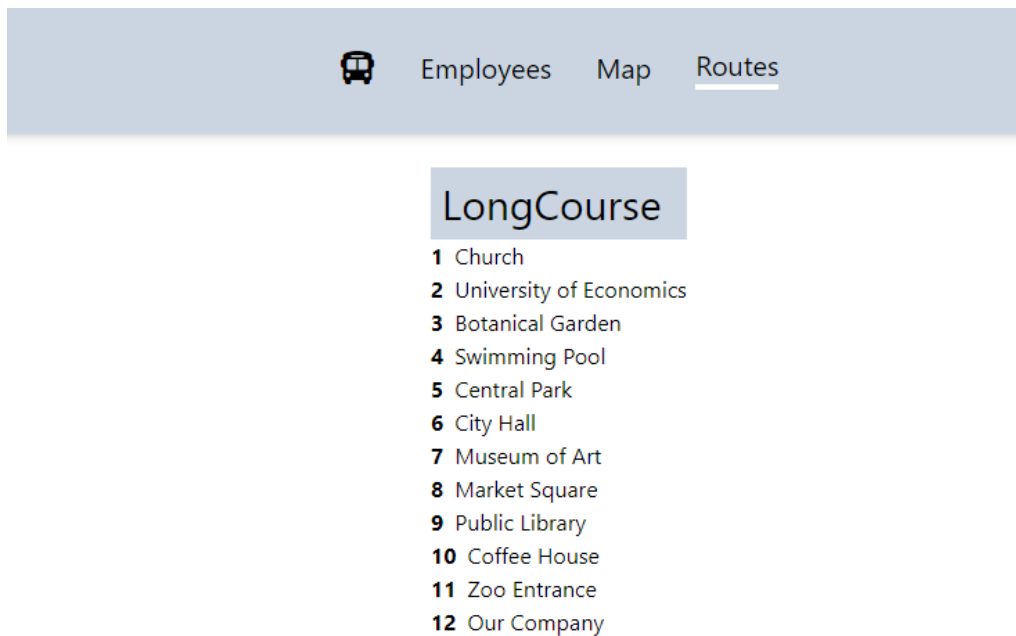 Employees Map Routes
LongCourse
1 Church
2 University of Economics
3 Botanical Garden
4 Swimming Pool
5 Central Park
6 City Hall
7 Museum of Art
8 Market Square
9 Public Library
10 Coffee House
11 Zoo Entrance
12 Our Company